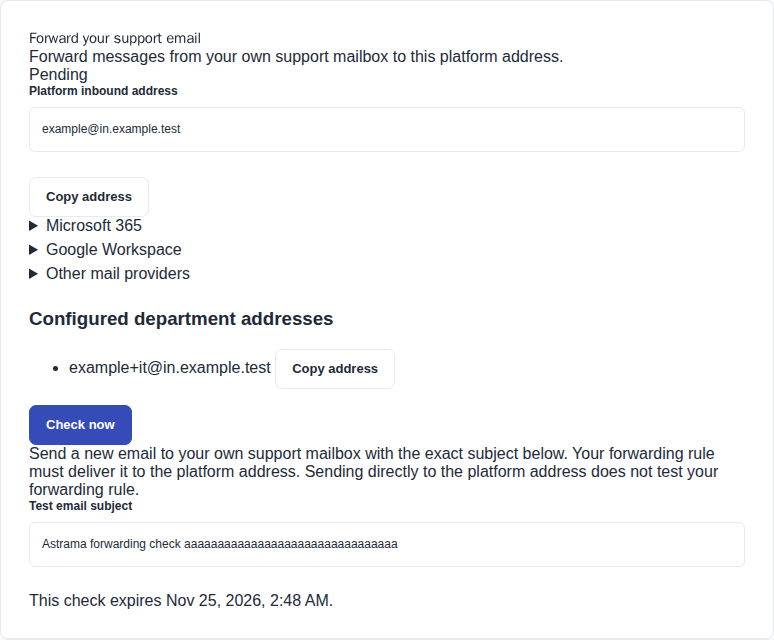 Forward your support email
Forward messages from your own support mailbox to this platform address.
Pending
Platform inbound address
example@in.example.test
Copy address
Microsoft 365
Google Workspace
Other mail providers
Configured department addresses
example+it@in.example.test
Copy address
Check now
Send a new email to your own support mailbox with the exact subject below. Your forwarding rule
must deliver it to the platform address. Sending directly to the platform address does not test your
forwarding rule.
Test email subject
Astrama forwarding check aaaaaaaaaaaaaaaaaaaaaaaaaaaaaaaa
This check expires Nov 25, 2026, 2:48 AM.